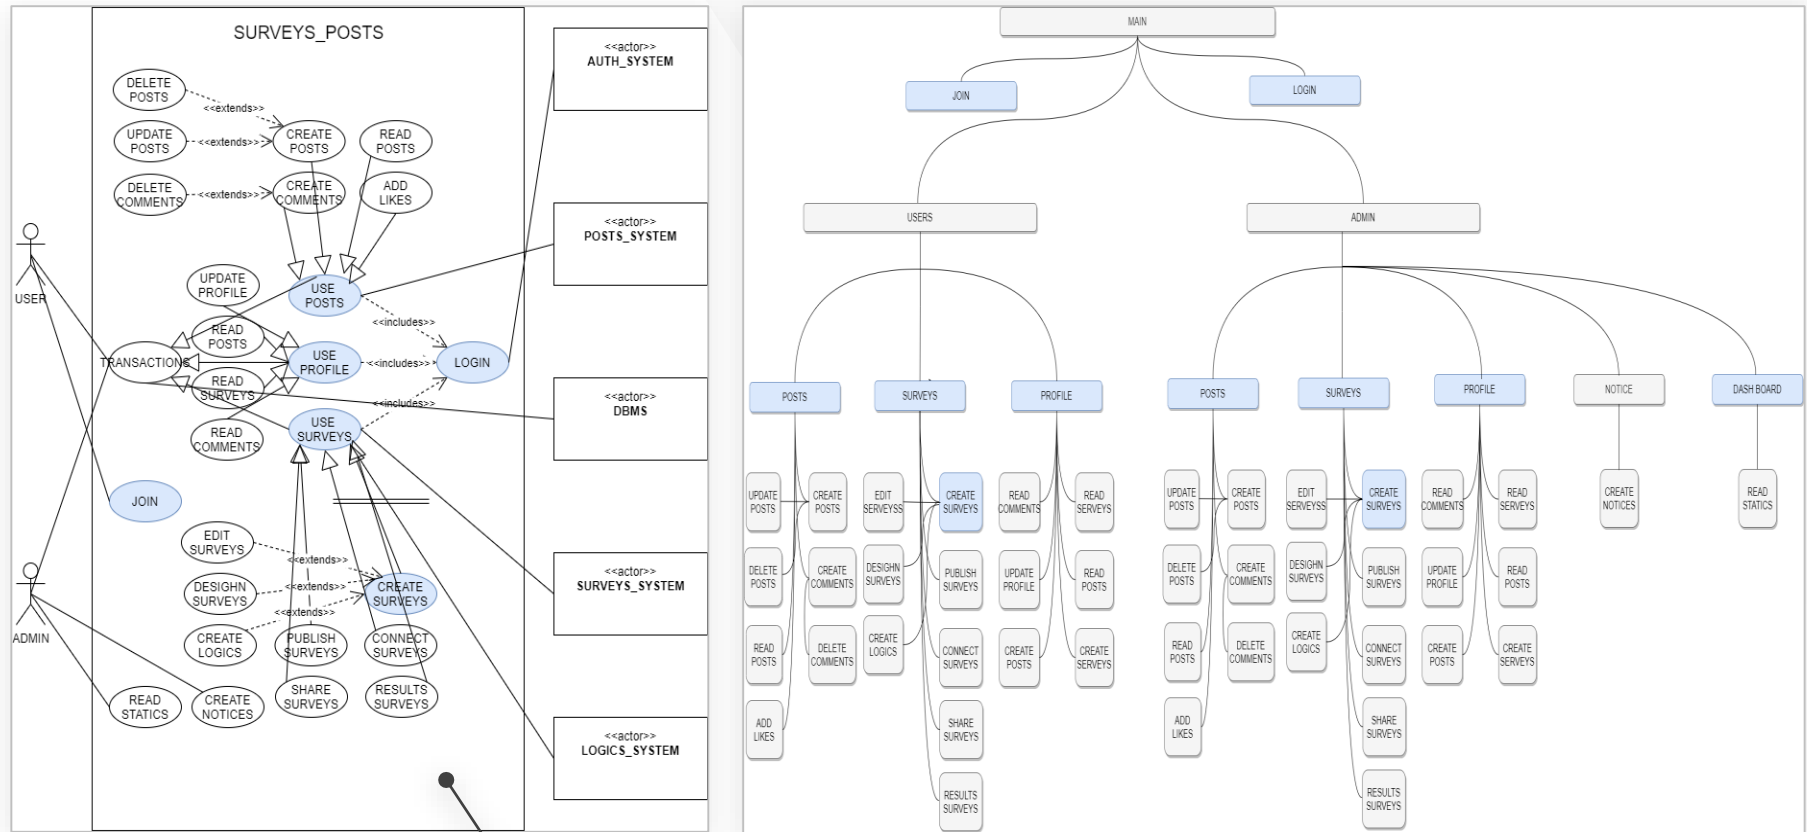 SURVEYS_POSTS
DELETE
POSTS
<<extends>>
UPDATE
POSTS
<<extends>>
CREATE
POSTS
READ
POSTS
DELETE
COMMENTS
<<extends>>
CREATE
COMMENTS
ADD
LIKES
USER
UPDATE
PROFILE
USE
POSTS
<<includes>>
READ
POSTS
TRANSACTIONS
USE
PROFILE
<<includes>>
LOGIN
READ
SURVEYS
<<includes>>
USE
SURVEYS
READ
COMMENTS
JOIN
EDIT
SURVEYS
<<extends>>
DESIGHN
SURVEYS
<<extends>>
CREATE
SURVEYS
<<extends>>
ADMIN
CREATE
LOGICS
PUBLISH
SURVEYS
CONNECT
SURVEYS
READ
STATICS
CREATE
NOTICES
SHARE
SURVEYS
RESULTS
SURVEYS
<<actor>>
AUTH_SYSTEM
<<actor>>
POSTS_SYSTEM
<<actor>>
DBMS
<<actor>>
SURVEYS_SYSTEM
<<actor>>
LOGICS_SYSTEM
MAIN
JOIN
LOGIN
USERS
ADMIN
POSTS
SURVEYS
PROFILE
POSTS
SURVEYS
PROFILE
NOTICE
DASH BOARD
UPDATE
POSTS
CREATE
POSTS
EDIT
SERVEYSS
CREATE
SURVEYS
READ
COMMENTS
READ
SERVEYS
UPDATE
POSTS
CREATE
POSTS
EDIT
SERVEYSS
CREATE
SURVEYS
READ
COMMENTS
READ
SERVEYS
CREATE
NOTICES
READ
STATICS
DELETE
POSTS
CREATE
COMMENTS
DESIGHN
SURVEYS
PUBLISH
SURVEYS
UPDATE
PROFILE
READ
POSTS
DELETE
POSTS
CREATE
COMMENTS
DESIGHN
SURVEYS
PUBLISH
SURVEYS
UPDATE
PROFILE
READ
POSTS
READ
POSTS
DELETE
COMMENTS
CREATE
LOGICS
CONNECT
SURVEYS
CREATE
POSTS
CREATE
SERVEYS
READ
POSTS
DELETE
COMMENTS
CREATE
LOGICS
CONNECT
SURVEYS
CREATE
POSTS
CREATE
SERVEYS
ADD
LIKES
SHARE
SURVEYS
ADD
LIKES
SHARE
SURVEYS
RESULTS
SURVEYS
RESULTS
SURVEYS